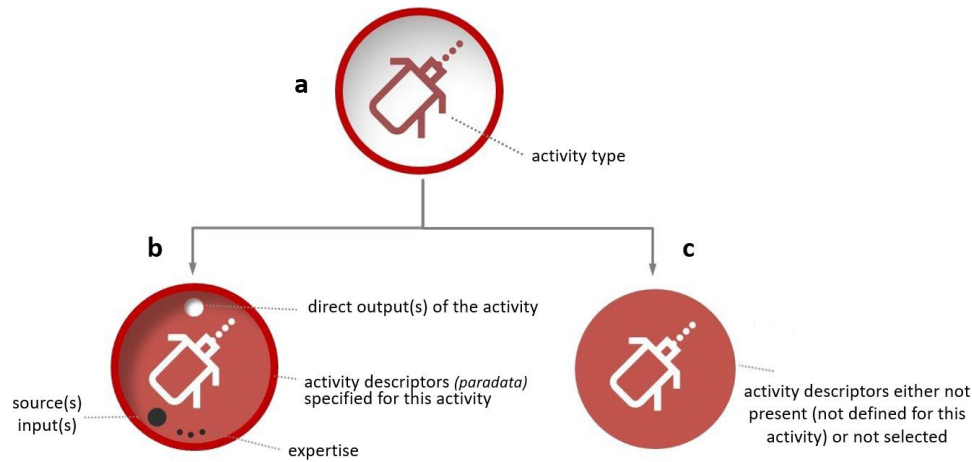 a
activity type
b
c
direct output(s) of the activity
activity descriptors (paradata)
specified for this activity
source(s)
input(s)
expertise
activity descriptors either not
present (not defined for this
activity) or not selected